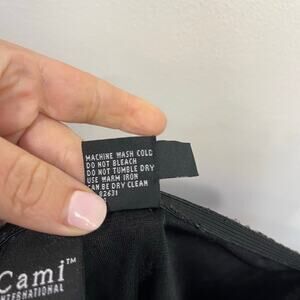 MACHINE WASH COLD
DO NOT BLEACH
DO NOT TUMBLE DRY
USE WARM IRON
CAN BE DRY CLEAN
82631
Cami™
INTERNATIONAL